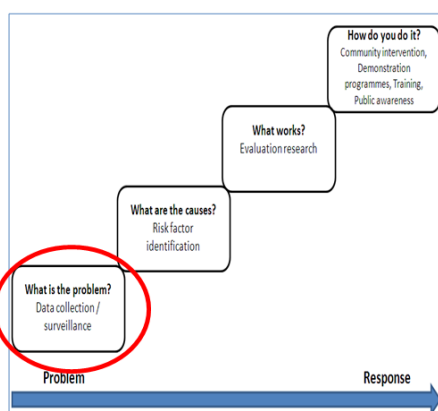 How do you do it?
Community intervention,
Demonstration
programmes, Training,
Public awareness
What works?
Evaluation research
What are the causes?
Risk factor
identification
What is the problem?
Data collection /
surveillance
Problem
Response